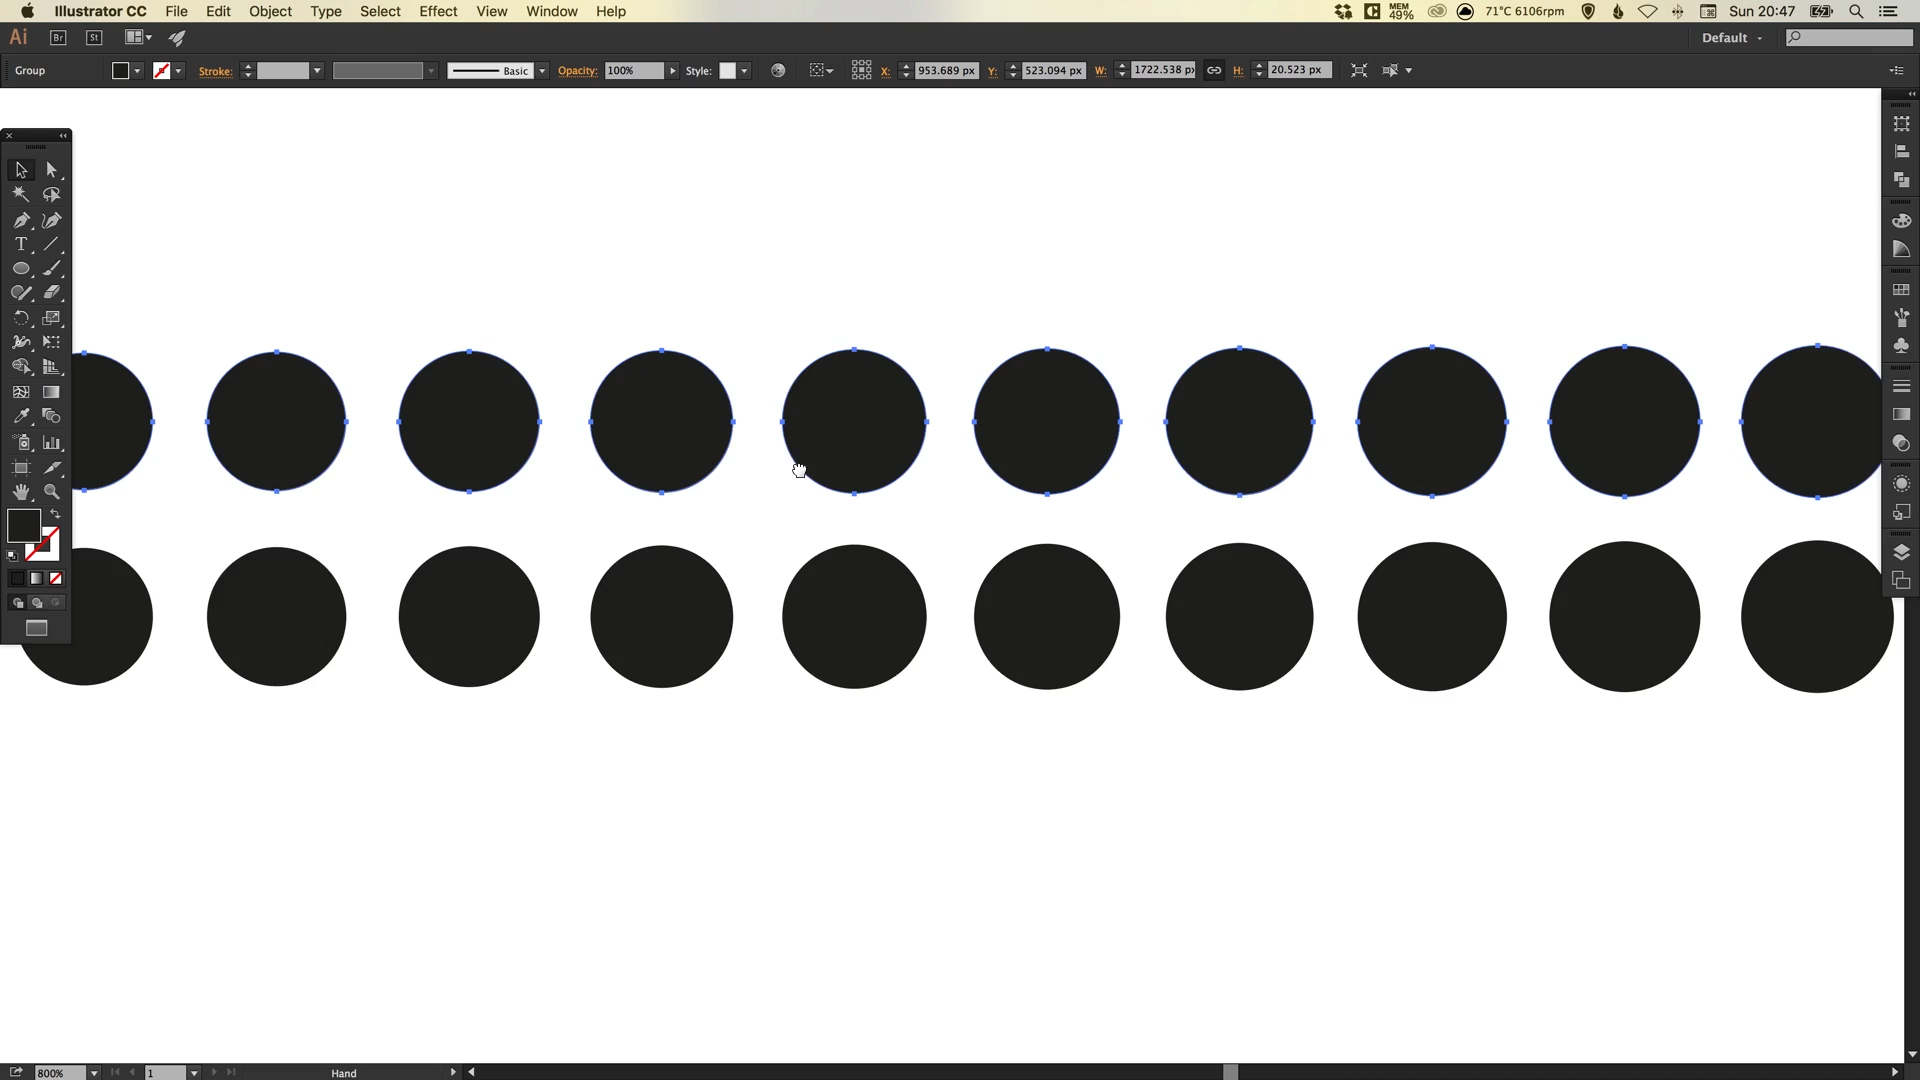 Illustrator CC File Edit Object Type Select Effect View Window Help MEM 49% 71°C 6106rpm Sun 20:47
Ai Br St Default
Group Stroke: Basic Opacity: 100% Style: X: 953.689 px Y: 523.094 px W: 1722.538 px H: 20.523 px
T
800% 1 Hand